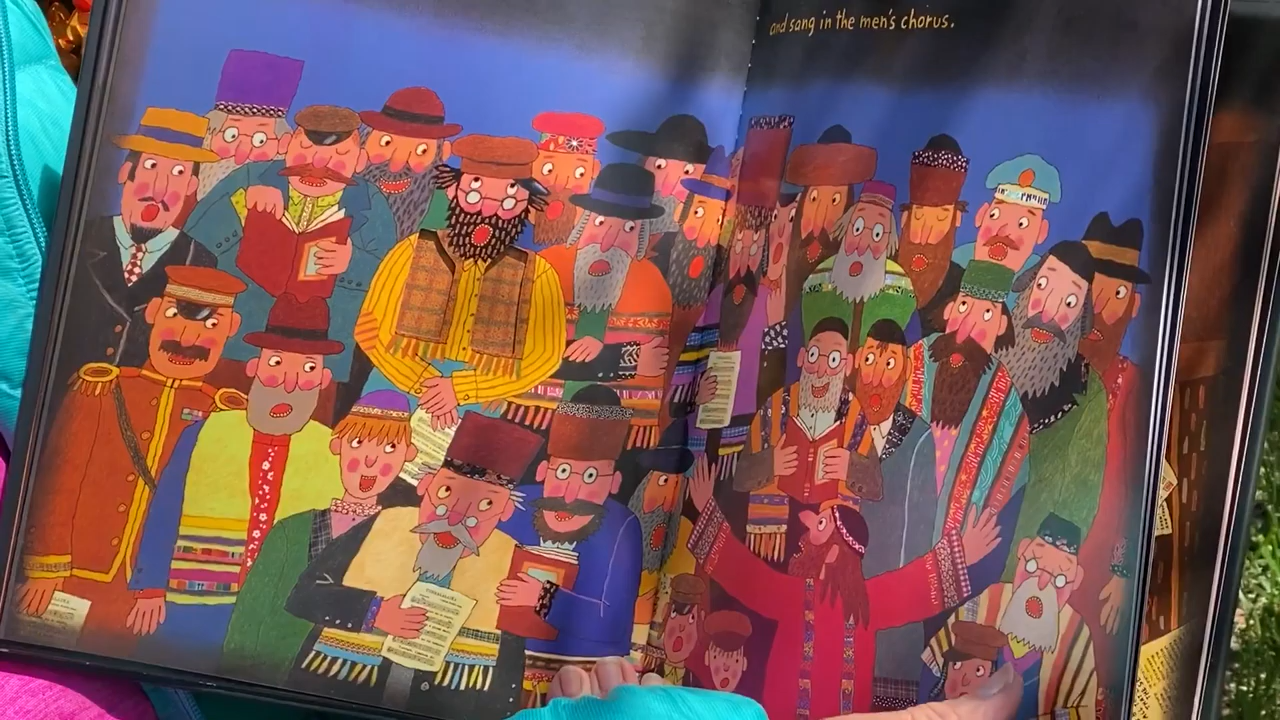 and sang in the men's chorus.